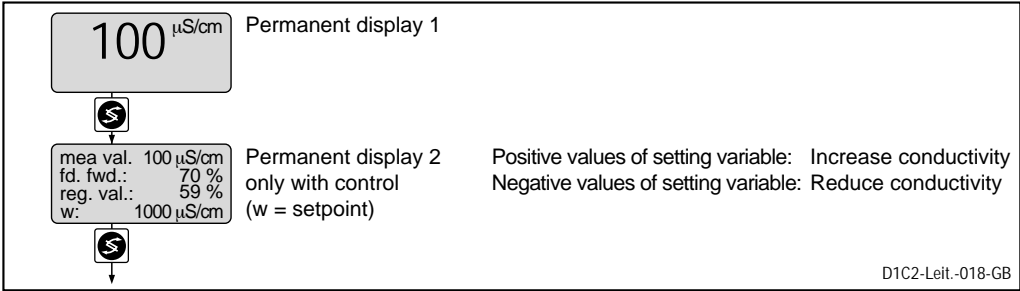 100 µS/cm
Permanent display 1
mea val. 100 µS/cm
fd. fwd.: 70 %
reg. val.: 59 %
w: 1000 µS/cm
Permanent display 2
only with control
(w = setpoint)
Positive values of setting variable: Increase conductivity
Negative values of setting variable: Reduce conductivity
D1C2-Leit.-018-GB